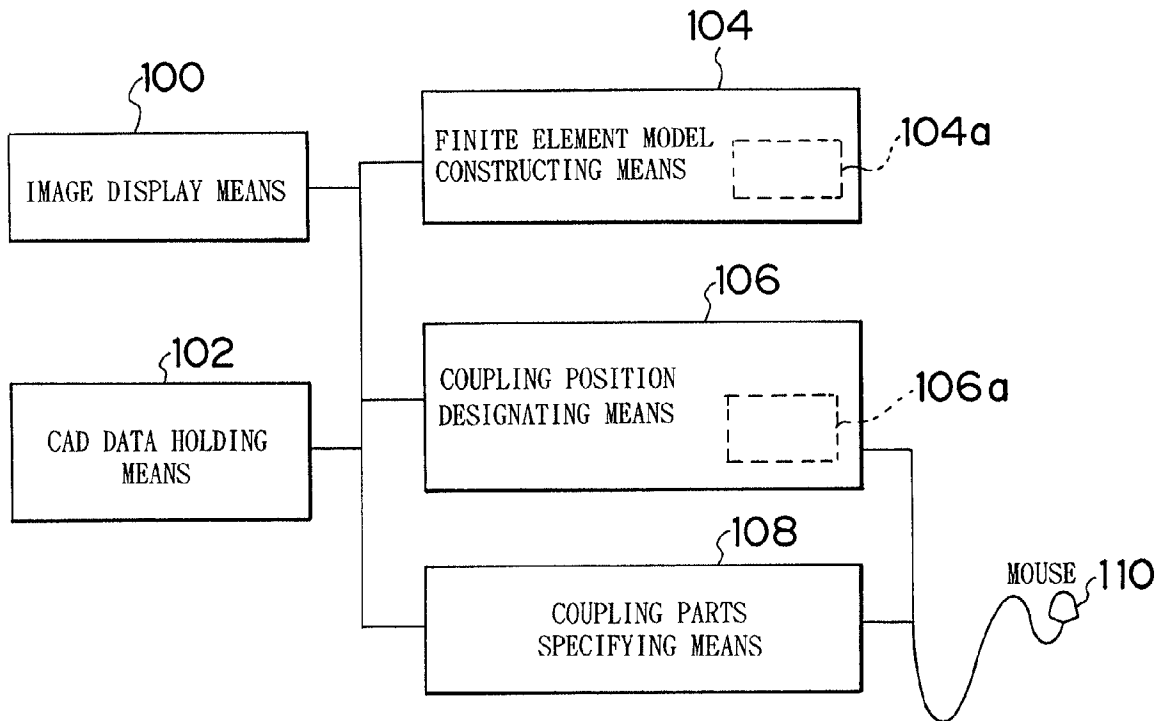 104
100
FINITE ELEMENT MODEL
CONSTRUCTING MEANS
104a
IMAGE DISPLAY MEANS
106
102
COUPLING POSITION
DESIGNATING MEANS
106a
CAD DATA HOLDING
MEANS
108
MOUSE
110
COUPLING PARTS
SPECIFYING MEANS